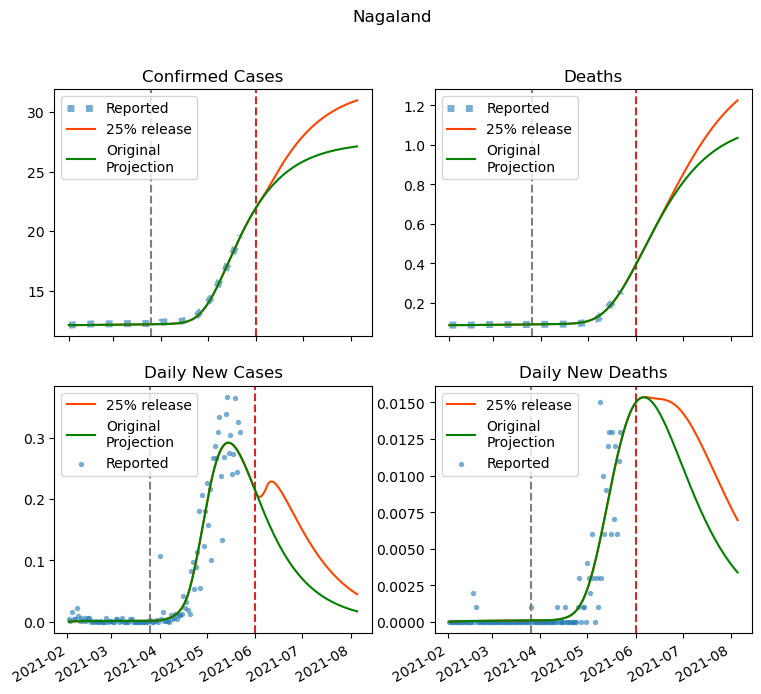 Nagaland
Confirmed Cases
Reported
25% release
Original
Projection
30
25
20
15
Deaths
Reported
25% release
Original
Projection
1.2
1.0
0.8
0.6
0.4
0.2
Daily New Cases
25% release
Original
Projection
Reported
0.3
0.2
0.1
0.0
2021-02
2021-03
2021-04
2021-05
2021-06
2021-07
2021-08
Daily New Deaths
25% release
Original
Projection
Reported
0.0150
0.0125
0.0100
0.0075
0.0050
0.0025
0.0000
2021-02
2021-03
2021-04
2021-05
2021-06
2021-07
2021-08